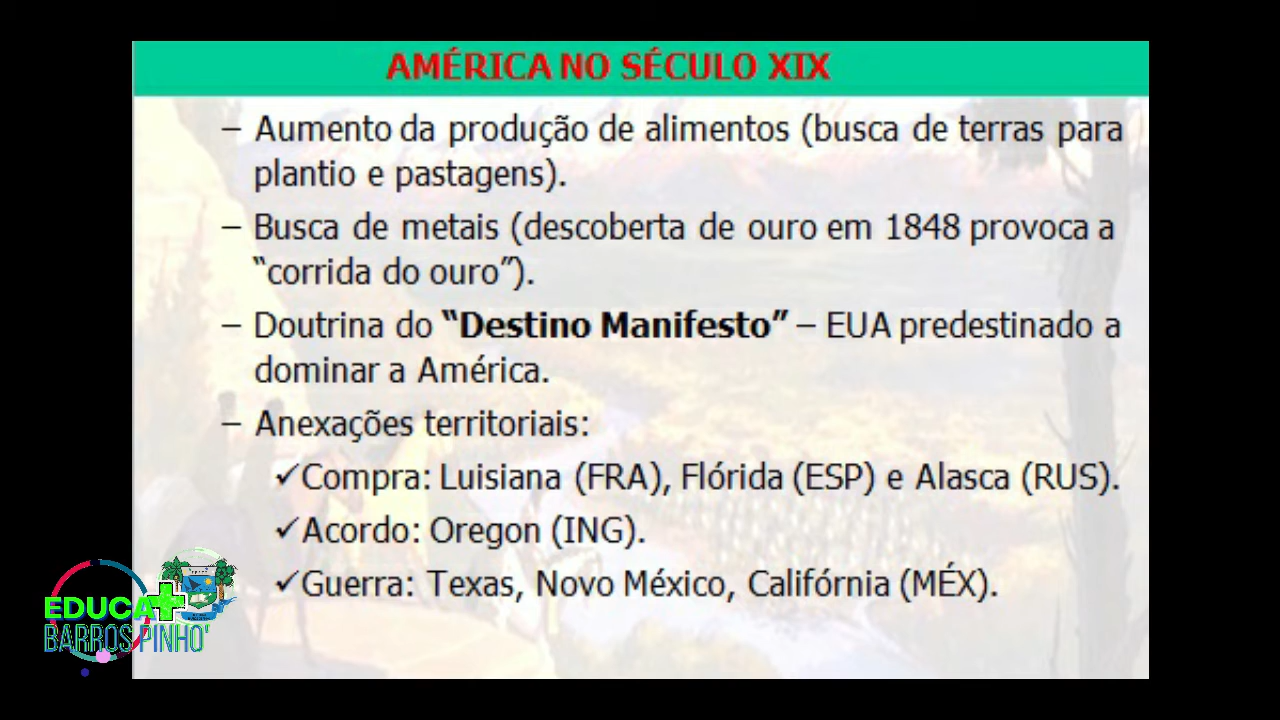 AMÉRICA NO SÉCULO XIX
– Aumento da produção de alimentos (busca de terras para
plantio e pastagens).
– Busca de metais (descoberta de ouro em 1848 provoca a
“corrida do ouro”).
– Doutrina do “Destino Manifesto” – EUA predestinado a
dominar a América.
– Anexações territoriais:
✓Compra: Luisiana (FRA), Flórida (ESP) e Alasca (RUS).
✓Acordo: Oregon (ING).
✓Guerra: Texas, Novo México, Califórnia (MÉX).
EDUCA+
BARROS PINHO'